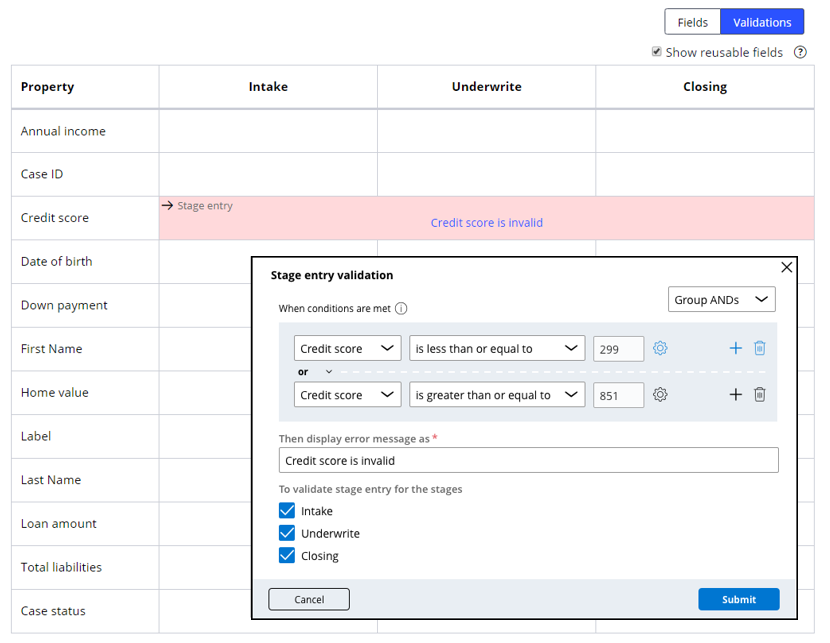 Fields Validations
Show reusable fields ?
Property Intake Underwrite Closing
Annual income
Case ID
Credit score
→ Stage entry
Credit score is invalid
Date of birth
Down payment
First Name
Home value
Label
Last Name
Loan amount
Total liabilities
Case status
Stage entry validation
When conditions are met i
Group ANDs
Credit score is less than or equal to 299
or
Credit score is greater than or equal to 851
Then display error message as *
Credit score is invalid
To validate stage entry for the stages
Intake
Underwrite
Closing
Cancel Submit